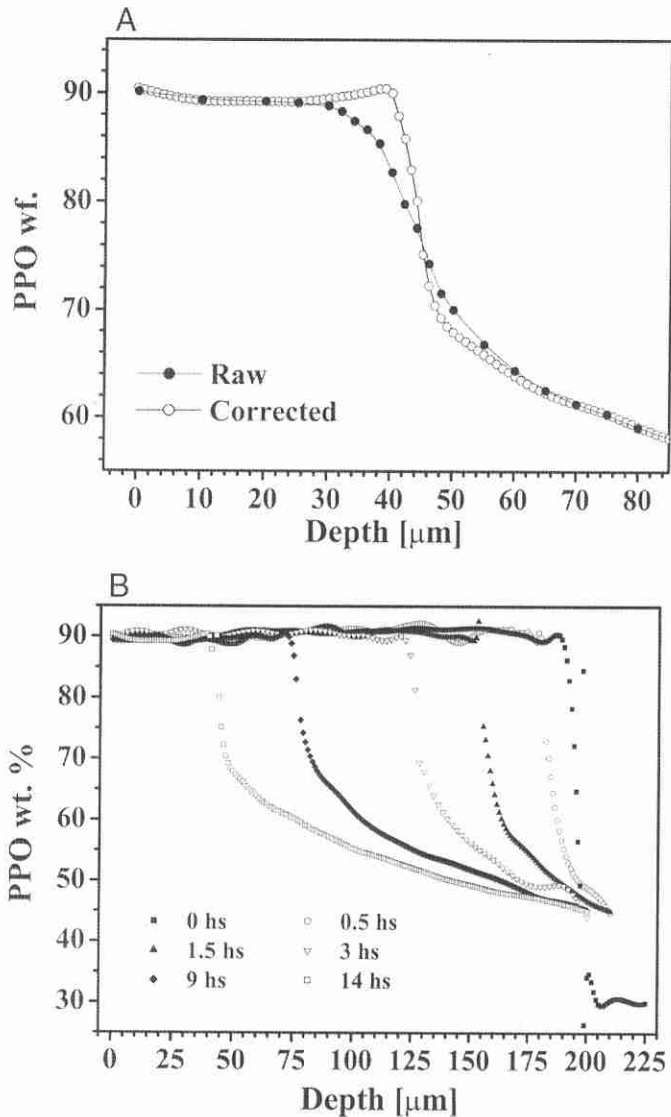 A
PPO wf.
90
80
70
60
Raw
Corrected
0 10 20 30 40 50 60 70 80
Depth [μm]
B
PPO wt. %
90
80
70
60
50
40
30
0 hs 0.5 hs
1.5 hs 3 hs
9 hs 14 hs
0 25 50 75 100 125 150 175 200 225
Depth [μm]